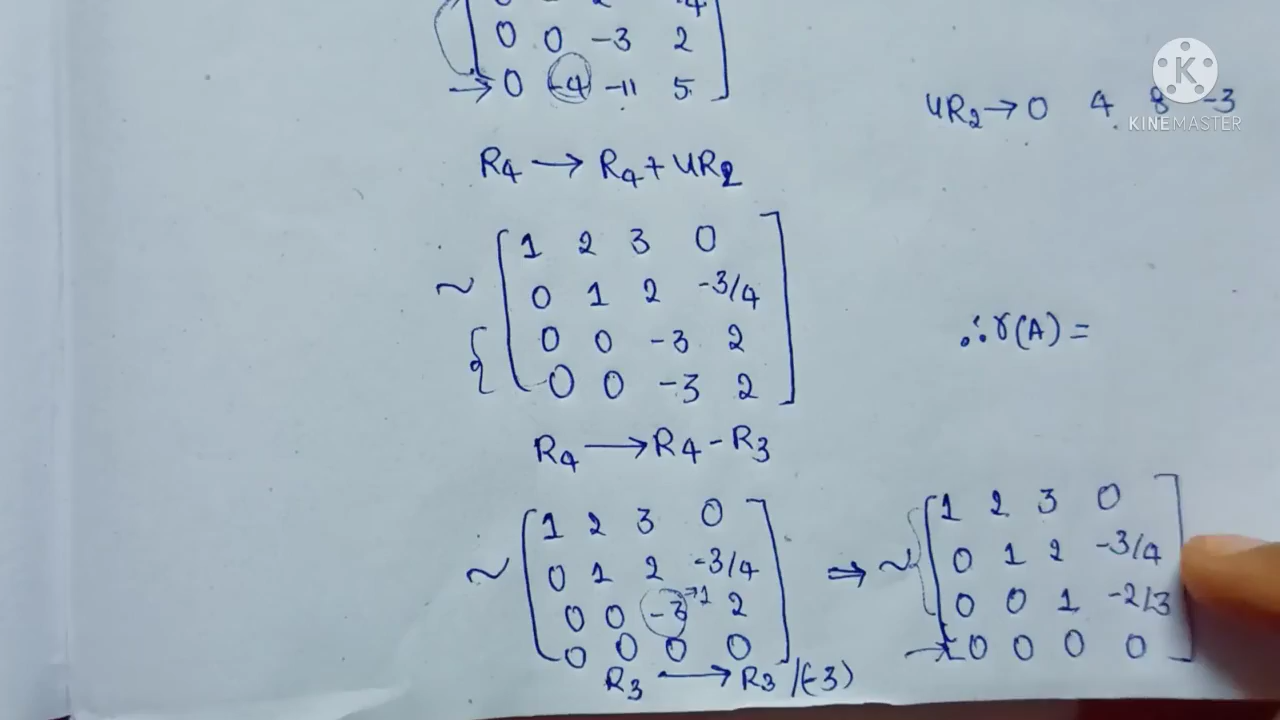 0 0 -3 2
→ 0 -4 -11 5
4R2 → 0 4 8 -3
K
KINEMASTER
R4 → R4 + 4R2
~ 1 2 3 0
0 1 2 -3/4
0 0 -3 2
0 0 -3 2
∴ r(A) =
R4 → R4 - R3
~ 1 2 3 0
0 1 2 -3/4
0 0 -3 →1 2
0 0 0 0
R3 → R3/(-3)
⇒ ~ 1 2 3 0
0 1 2 -3/4
0 0 1 -2/3
→ 0 0 0 0